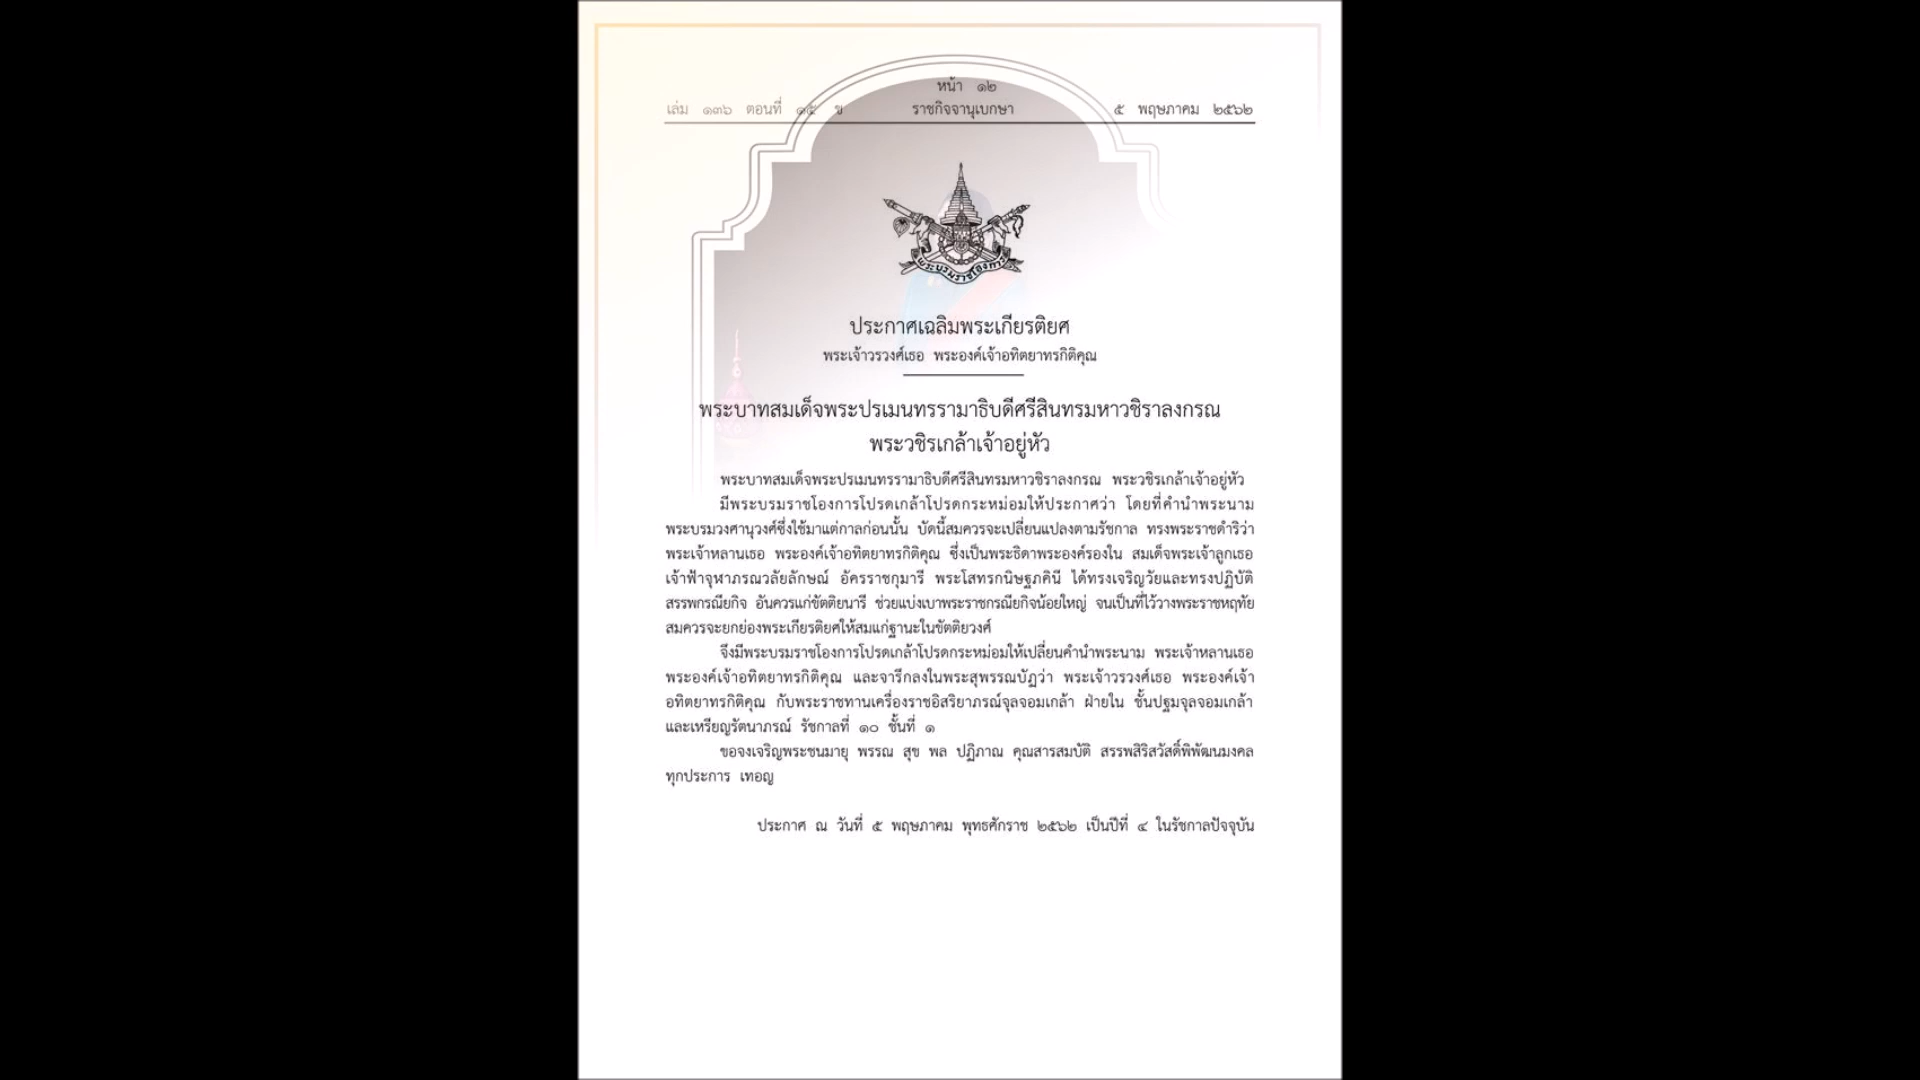 หน้า ๑๒
เล่ม ๑๓๖ ตอนที่ ๑๕ ข ราชกิจจานุเบกษา ๕ พฤษภาคม ๒๕๖๒
พระบรมราชโองการ
ประกาศเฉลิมพระเกียรติยศ
พระเจ้าวรวงศ์เธอ พระองค์เจ้าอทิตยาทรกิติคุณ
พระบาทสมเด็จพระปรเมนทรรามาธิบดีศรีสินทรมหาวชิราลงกรณ
พระวชิรเกล้าเจ้าอยู่หัว
พระบาทสมเด็จพระปรเมนทรรามาธิบดีศรีสินทรมหาวชิราลงกรณ พระวชิรเกล้าเจ้าอยู่หัว
มีพระบรมราชโองการโปรดเกล้าโปรดกระหม่อมให้ประกาศว่า โดยที่คำนำพระนาม
พระบรมวงศานุวงศ์ซึ่งใช้มาแต่กาลก่อนนั้น บัดนี้สมควรจะเปลี่ยนแปลงตามรัชกาล ทรงพระราชดำริว่า
พระเจ้าหลานเธอ พระองค์เจ้าอทิตยาทรกิติคุณ ซึ่งเป็นพระธิดาพระองค์รองใน สมเด็จพระเจ้าลูกเธอ
เจ้าฟ้าจุฬาภรณวลัยลักษณ์ อัครราชกุมารี พระโสทรกนิษฐภคินี ได้ทรงเจริญวัยและทรงปฏิบัติ
สรรพกรณียกิจ อันควรแก่ขัตติยนารี ช่วยแบ่งเบาพระราชกรณียกิจน้อยใหญ่ จนเป็นที่ไว้วางพระราชหฤทัย
สมควรจะยกย่องพระเกียรติยศให้สมแก่ฐานะในขัตติยวงศ์
จึงมีพระบรมราชโองการโปรดเกล้าโปรดกระหม่อมให้เปลี่ยนคำนำพระนาม พระเจ้าหลานเธอ
พระองค์เจ้าอทิตยาทรกิติคุณ และจารึกลงในพระสุพรรณบัฏว่า พระเจ้าวรวงศ์เธอ พระองค์เจ้า
อทิตยาทรกิติคุณ กับพระราชทานเครื่องราชอิสริยาภรณ์จุลจอมเกล้า ฝ่ายใน ชั้นปฐมจุลจอมเกล้า
และเหรียญรัตนาภรณ์ รัชกาลที่ ๑๐ ชั้นที่ ๑
ขอจงเจริญพระชนมายุ พรรณ สุข พล ปฏิภาณ คุณสารสมบัติ สรรพสิริสวัสดิ์พิพัฒนมงคล
ทุกประการ เทอญ
ประกาศ ณ วันที่ ๕ พฤษภาคม พุทธศักราช ๒๕๖๒ เป็นปีที่ ๔ ในรัชกาลปัจจุบัน